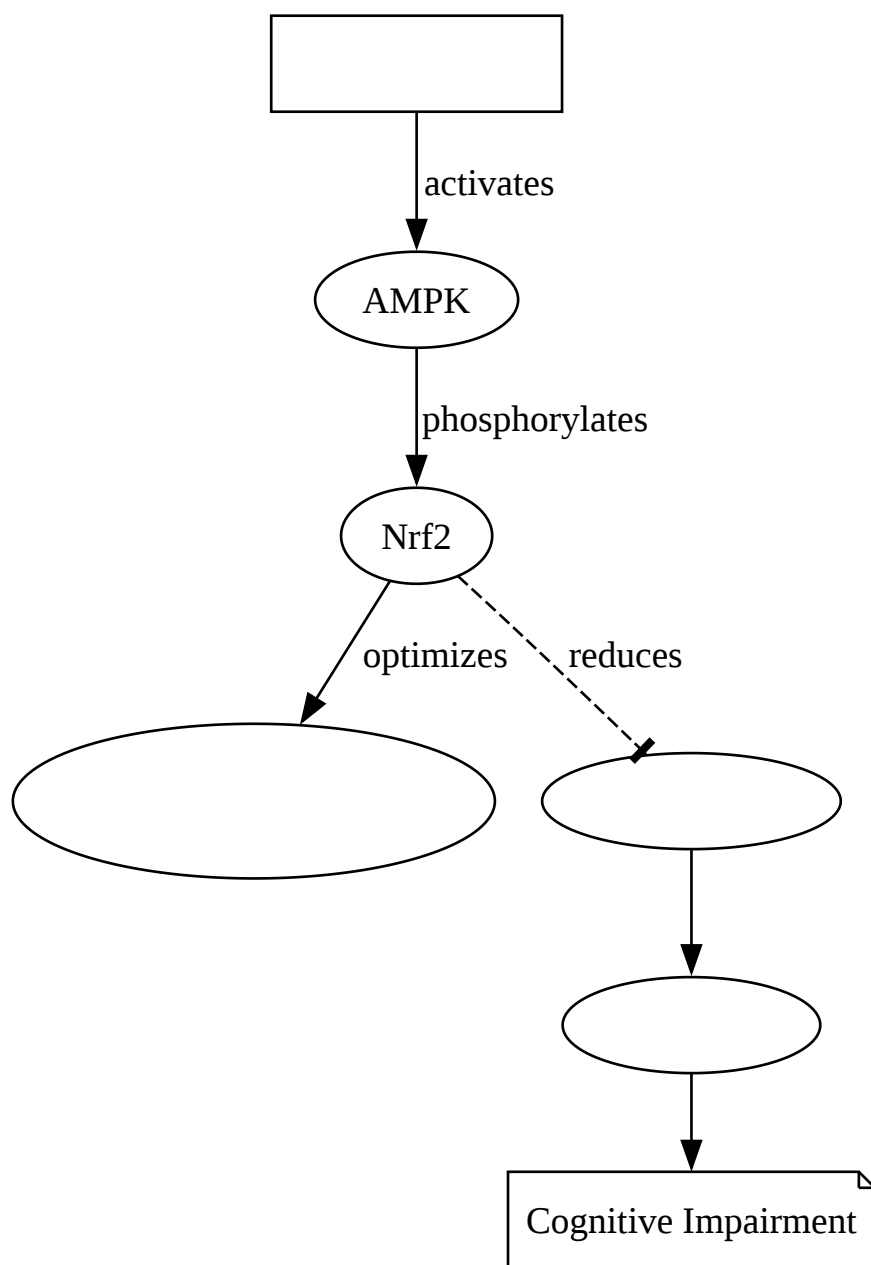 activates
AMPK
phosphorylates
Nrf2
optimizes
reduces
Cognitive Impairment